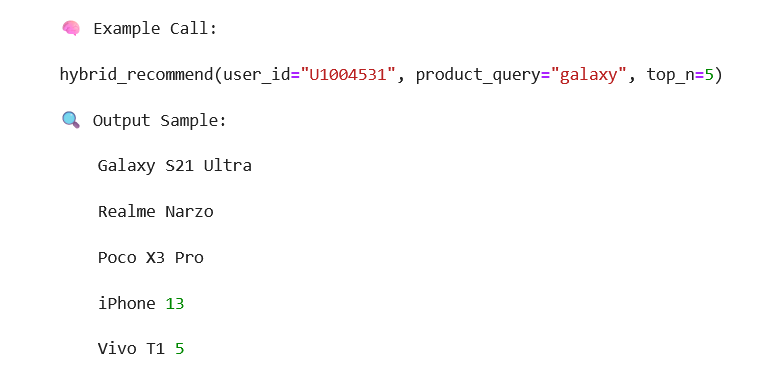 🧠 Example Call:
hybrid_recommend(user_id="U1004531", product_query="galaxy", top_n=5)
🔍 Output Sample:
Galaxy S21 Ultra
Realme Narzo
Poco X3 Pro
iPhone 13
Vivo T1 5